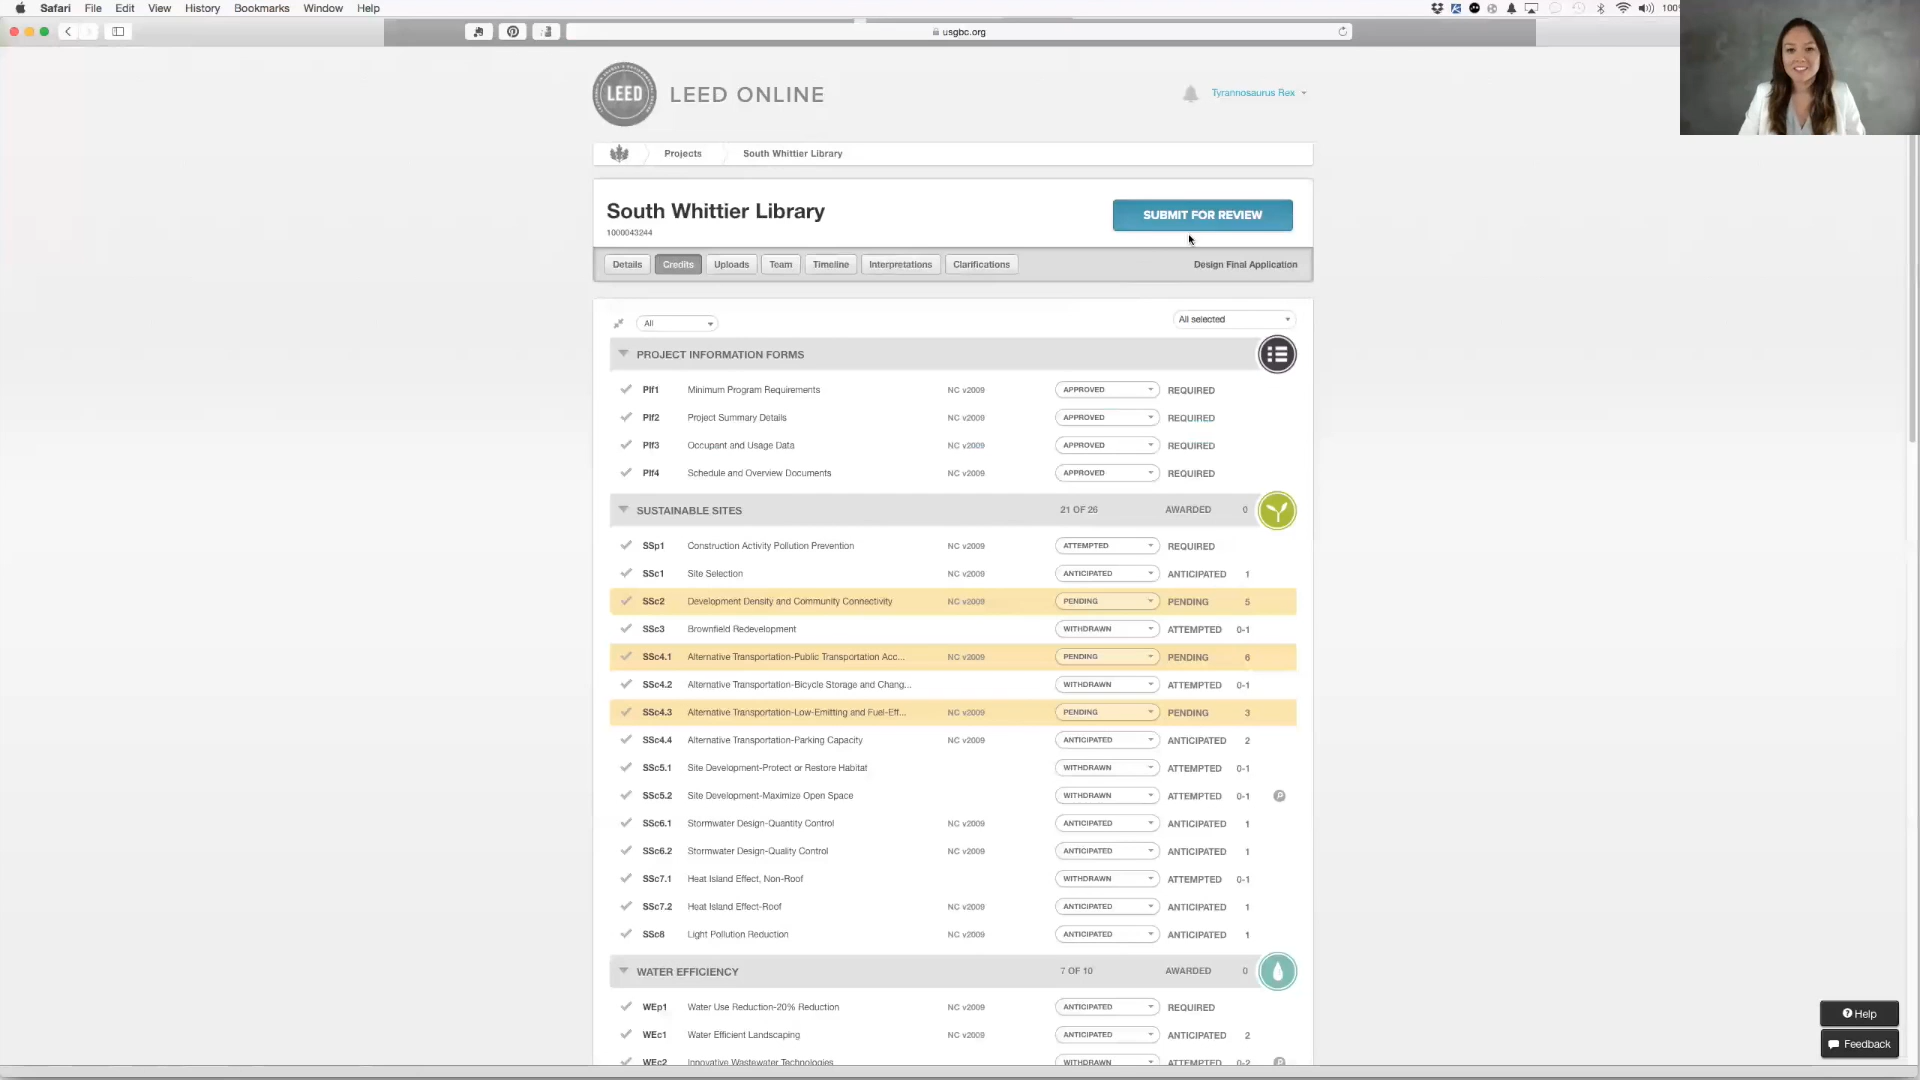 Safari File Edit View History Bookmarks Window Help 100%
usgbc.org
LEED LEED ONLINE
Tyrannosaurus Rex
Projects South Whittier Library
South Whittier Library
SUBMIT FOR REVIEW
1000043244
Details Credits Uploads Team Timeline Interpretations Clarifications Design Final Application
All All selected
PROJECT INFORMATION FORMS
PIf1 Minimum Program Requirements NC v2009 APPROVED REQUIRED
PIf2 Project Summary Details NC v2009 APPROVED REQUIRED
PIf3 Occupant and Usage Data NC v2009 APPROVED REQUIRED
PIf4 Schedule and Overview Documents NC v2009 APPROVED REQUIRED
SUSTAINABLE SITES 21 OF 26 AWARDED 0
SSp1 Construction Activity Pollution Prevention NC v2009 ATTEMPTED REQUIRED
SSc1 Site Selection NC v2009 ANTICIPATED ANTICIPATED 1
SSc2 Development Density and Community Connectivity NC v2009 PENDING PENDING 5
SSc3 Brownfield Redevelopment WITHDRAWN ATTEMPTED 0-1
SSc4.1 Alternative Transportation-Public Transportation Acc... NC v2009 PENDING PENDING 6
SSc4.2 Alternative Transportation-Bicycle Storage and Chang... WITHDRAWN ATTEMPTED 0-1
SSc4.3 Alternative Transportation-Low-Emitting and Fuel-Eff... NC v2009 PENDING PENDING 3
SSc4.4 Alternative Transportation-Parking Capacity NC v2009 ANTICIPATED ANTICIPATED 2
SSc5.1 Site Development-Protect or Restore Habitat WITHDRAWN ATTEMPTED 0-1
SSc5.2 Site Development-Maximize Open Space WITHDRAWN ATTEMPTED 0-1
SSc6.1 Stormwater Design-Quantity Control NC v2009 ANTICIPATED ANTICIPATED 1
SSc6.2 Stormwater Design-Quality Control NC v2009 ANTICIPATED ANTICIPATED 1
SSc7.1 Heat Island Effect, Non-Roof WITHDRAWN ATTEMPTED 0-1
SSc7.2 Heat Island Effect-Roof NC v2009 ANTICIPATED ANTICIPATED 1
SSc8 Light Pollution Reduction NC v2009 ANTICIPATED ANTICIPATED 1
WATER EFFICIENCY 7 OF 10 AWARDED 0
WEp1 Water Use Reduction-20% Reduction NC v2009 ANTICIPATED REQUIRED
WEc1 Water Efficient Landscaping NC v2009 ANTICIPATED ANTICIPATED 2
WEc2 Innovative Wastewater Technologies WITHDRAWN ATTEMPTED 0-2
Help
Feedback